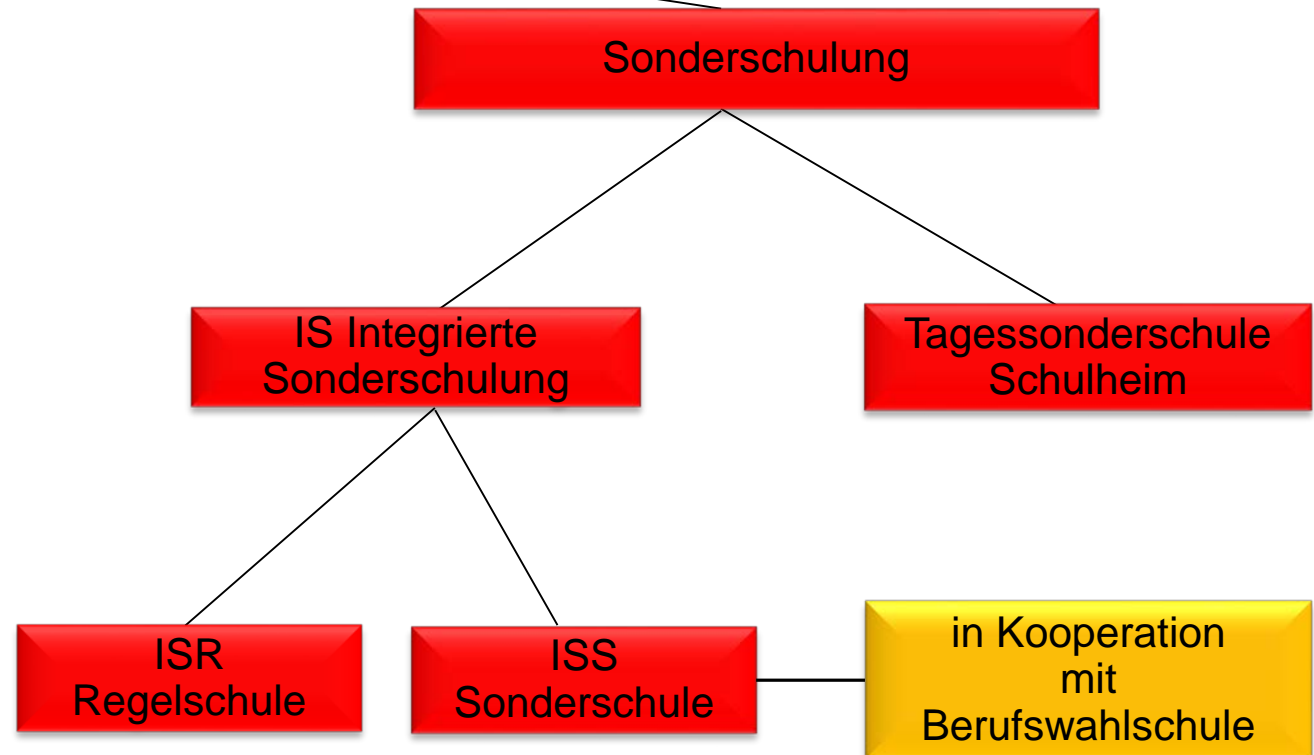 Sonderschulung
IS Integrierte
Sonderschulung
Tagessonderschule
Schulheim
ISR
Regelschule
ISS
Sonderschule
in Kooperation
mit
Berufswahlschule